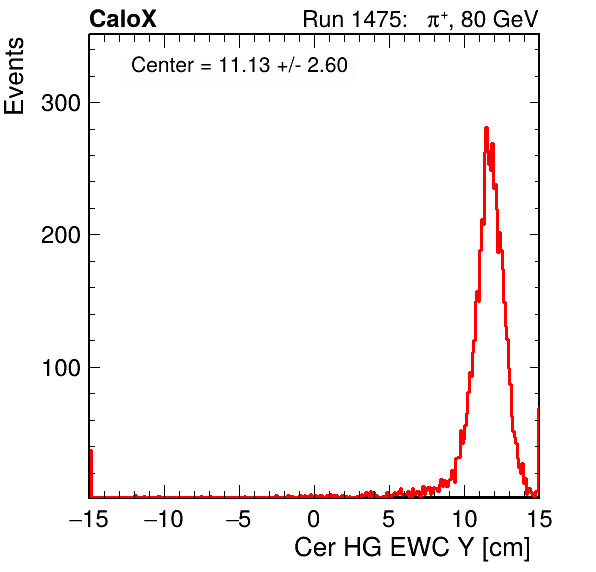 CaloX Run 1475: π⁺, 80 GeV
Center = 11.13 +/- 2.60
Events
300
200
100
−15 −10 −5 0 5 10 15
Cer HG EWC Y [cm]